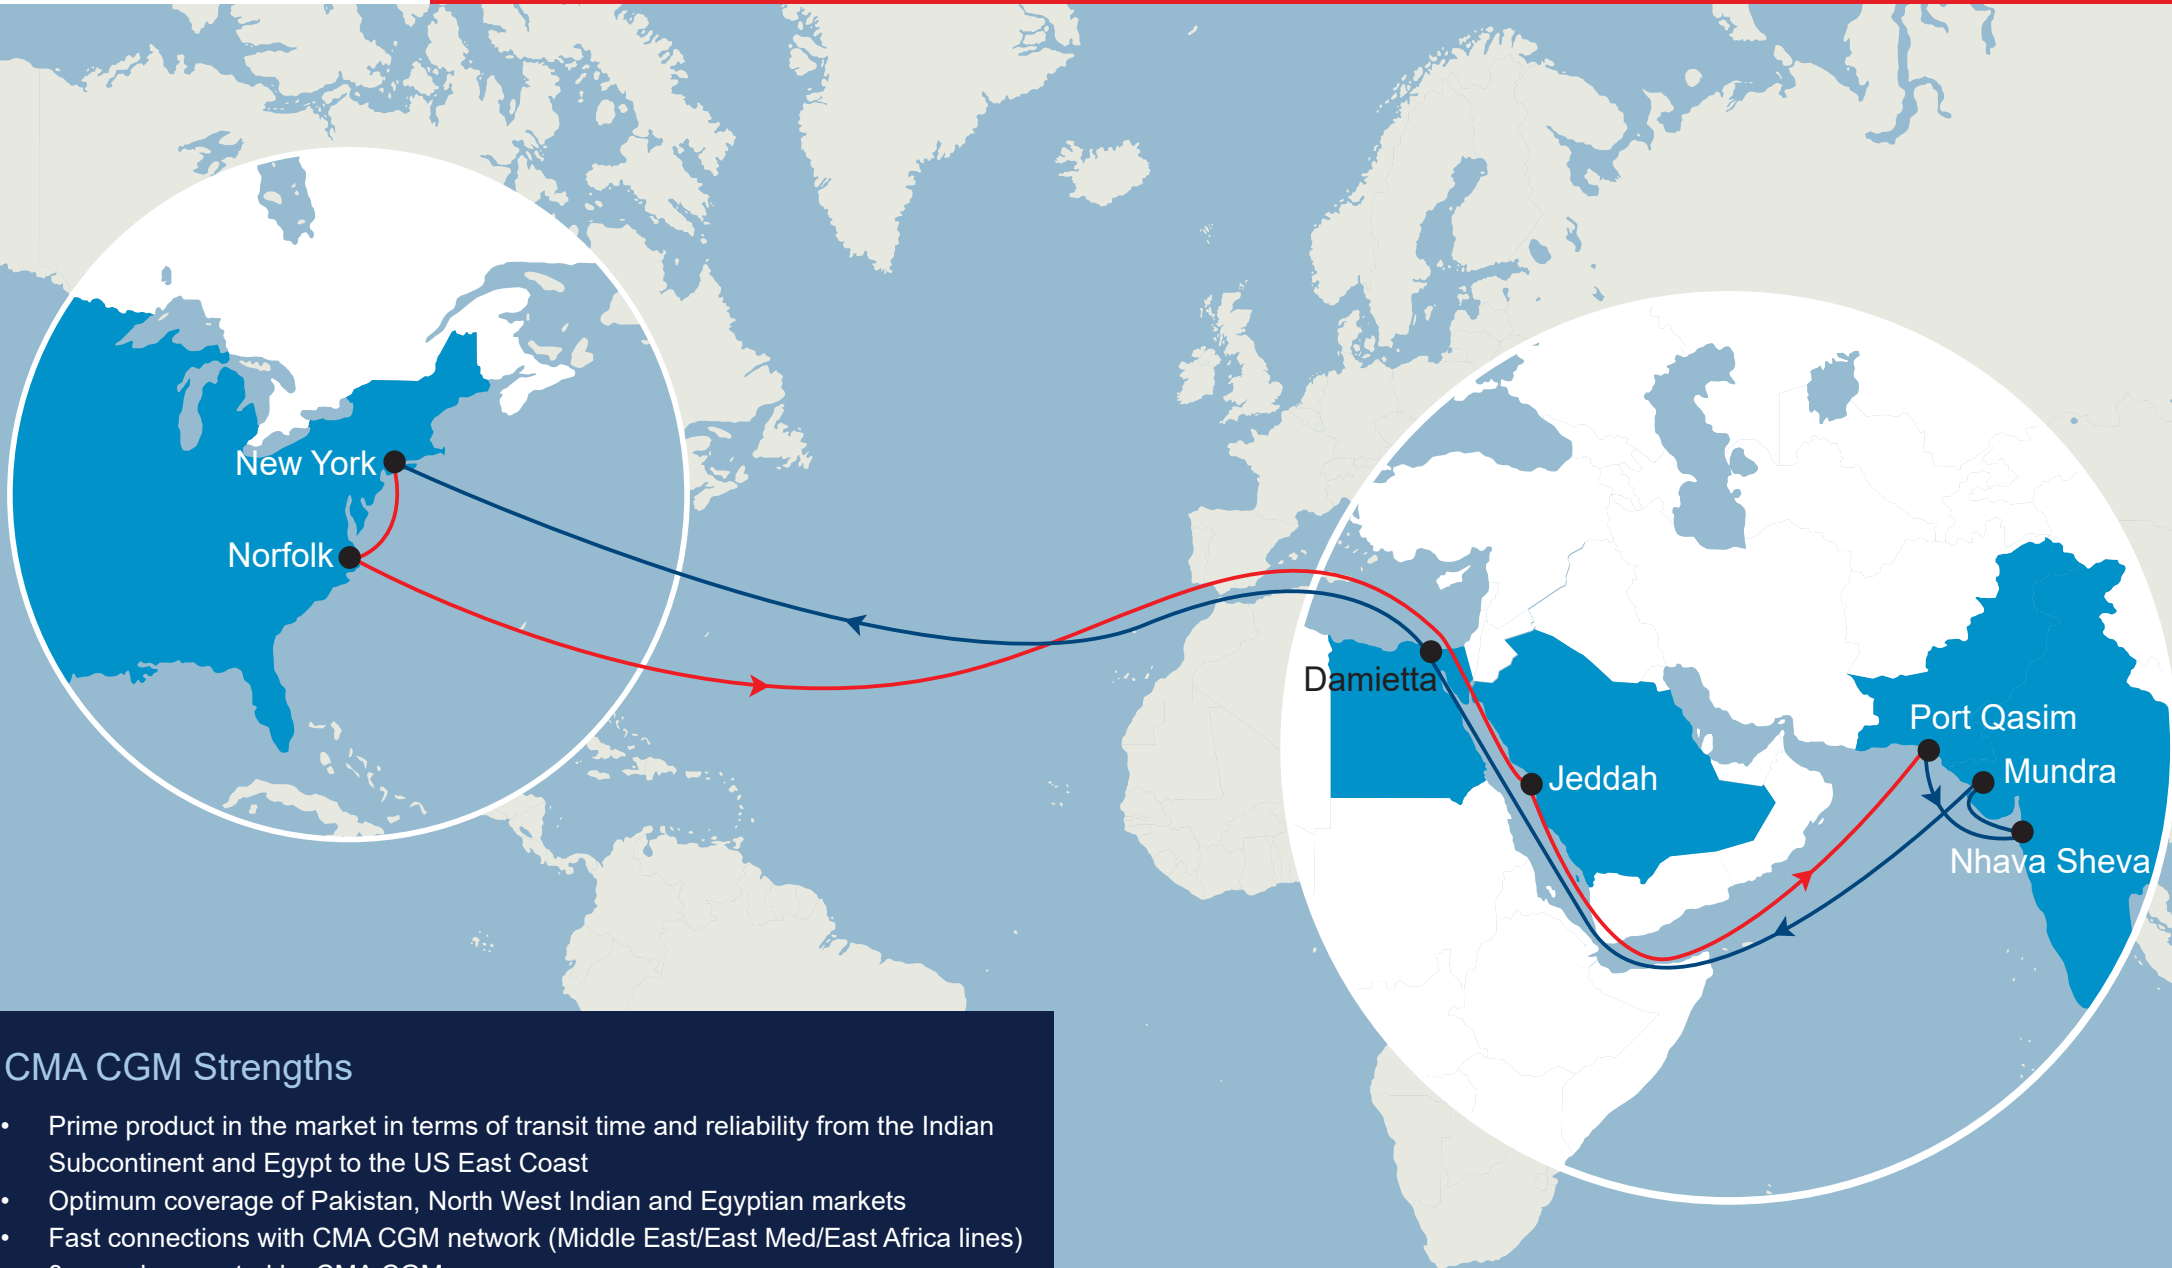 New York
Norfolk
Damietta
Port Qasim
Jeddah
Mundra
Nhava Sheva
CMA CGM Strengths
• Prime product in the market in terms of transit time and reliability from the Indian
Subcontinent and Egypt to the US East Coast
• Optimum coverage of Pakistan, North West Indian and Egyptian markets
• Fast connections with CMA CGM network (Middle East/East Med/East Africa lines)